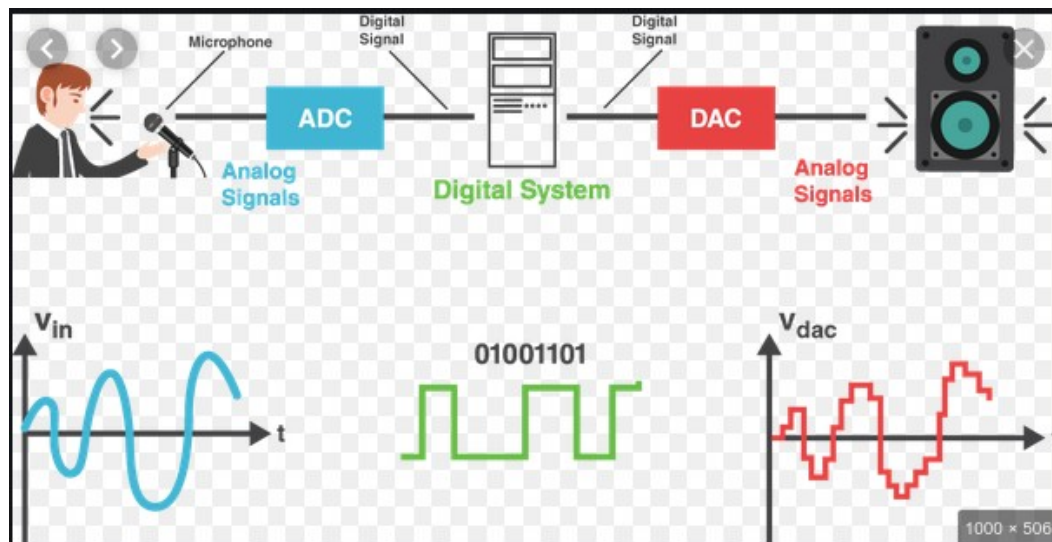 Microphone
Digital
Signal
Digital
Signal
ADC
DAC
Analog
Signals
Digital System
Analog
Signals
Vin
t
01001101
Vdac
1000 × 506